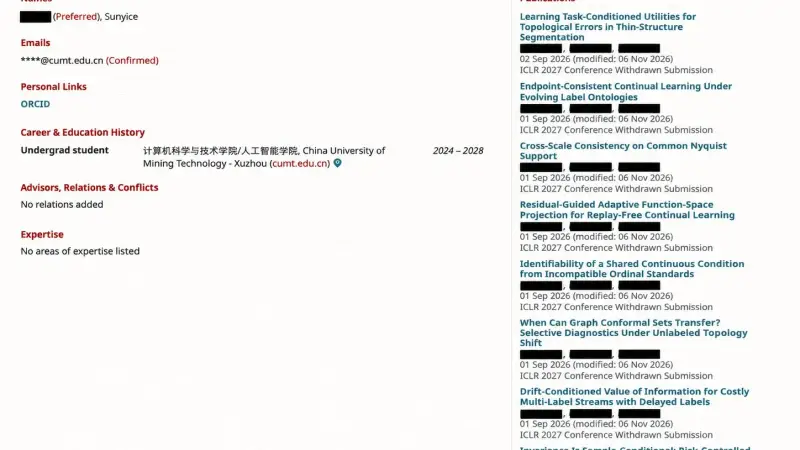 Names
(Preferred), Sunyice
Emails
****@cumt.edu.cn (Confirmed)
Personal Links
ORCID
Career & Education History
Undergrad student
计算机科学与技术学院/人工智能学院, China University of
Mining Technology - Xuzhou (cumt.edu.cn)
2024 – 2028
Advisors, Relations & Conflicts
No relations added
Expertise
No areas of expertise listed
Publications
Learning Task-Conditioned Utilities for
Topological Errors in Thin-Structure
Segmentation
, ,
02 Sep 2026 (modified: 06 Nov 2026)
ICLR 2027 Conference Withdrawn Submission
Endpoint-Consistent Continual Learning Under
Evolving Label Ontologies
, ,
01 Sep 2026 (modified: 06 Nov 2026)
ICLR 2027 Conference Withdrawn Submission
Cross-Scale Consistency on Common Nyquist
Support
, ,
01 Sep 2026 (modified: 06 Nov 2026)
ICLR 2027 Conference Withdrawn Submission
Residual-Guided Adaptive Function-Space
Projection for Replay-Free Continual Learning
, ,
01 Sep 2026 (modified: 06 Nov 2026)
ICLR 2027 Conference Withdrawn Submission
Identifiability of a Shared Continuous Condition
from Incompatible Ordinal Standards
, ,
01 Sep 2026 (modified: 06 Nov 2026)
ICLR 2027 Conference Withdrawn Submission
When Can Graph Conformal Sets Transfer?
Selective Diagnostics Under Unlabeled Topology
Shift
, ,
01 Sep 2026 (modified: 06 Nov 2026)
ICLR 2027 Conference Withdrawn Submission
Drift-Conditioned Value of Information for Costly
Multi-Label Streams with Delayed Labels
, ,
01 Sep 2026 (modified: 06 Nov 2026)
ICLR 2027 Conference Withdrawn Submission
Invariance Is Sample-Conditional: Risk-Controlled